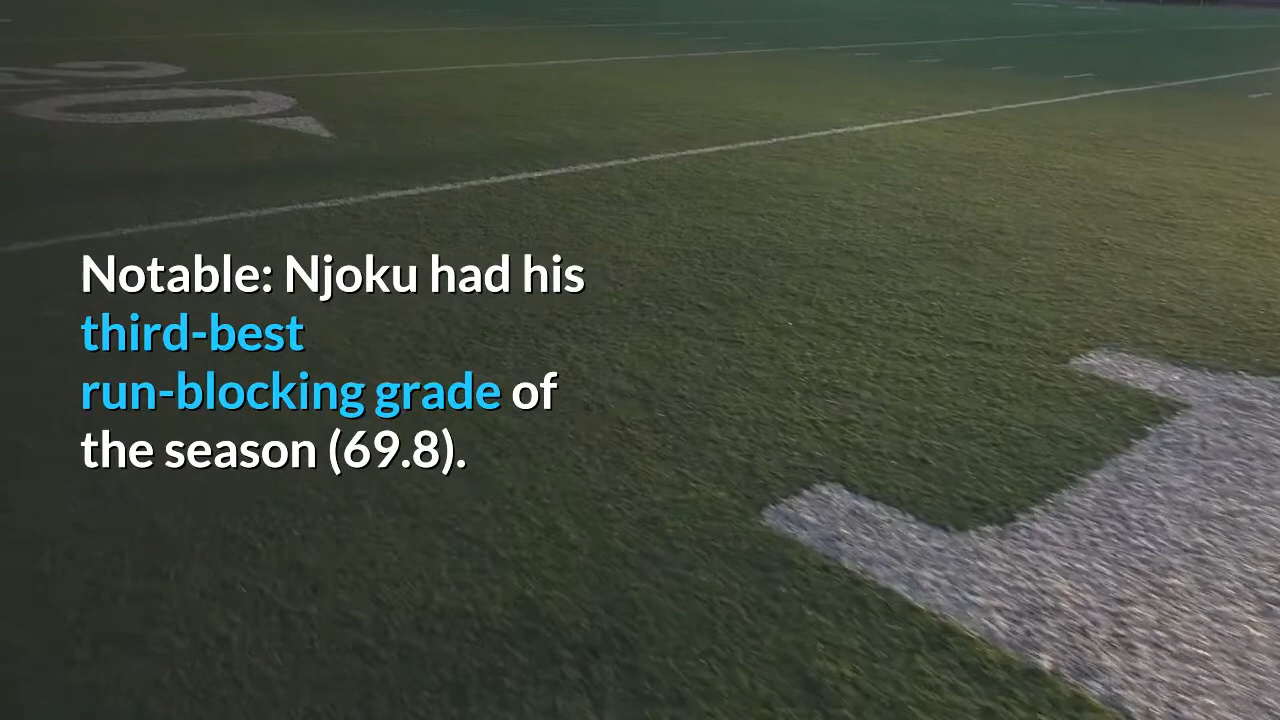 Notable: Njoku had his
third-best
run-blocking grade of
the season (69.8).